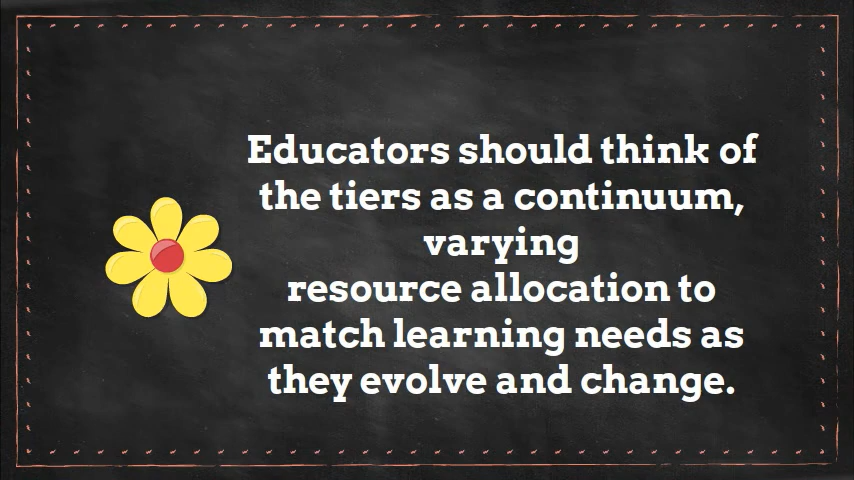 Educators should think of
the tiers as a continuum,
varying
resource allocation to
match learning needs as
they evolve and change.